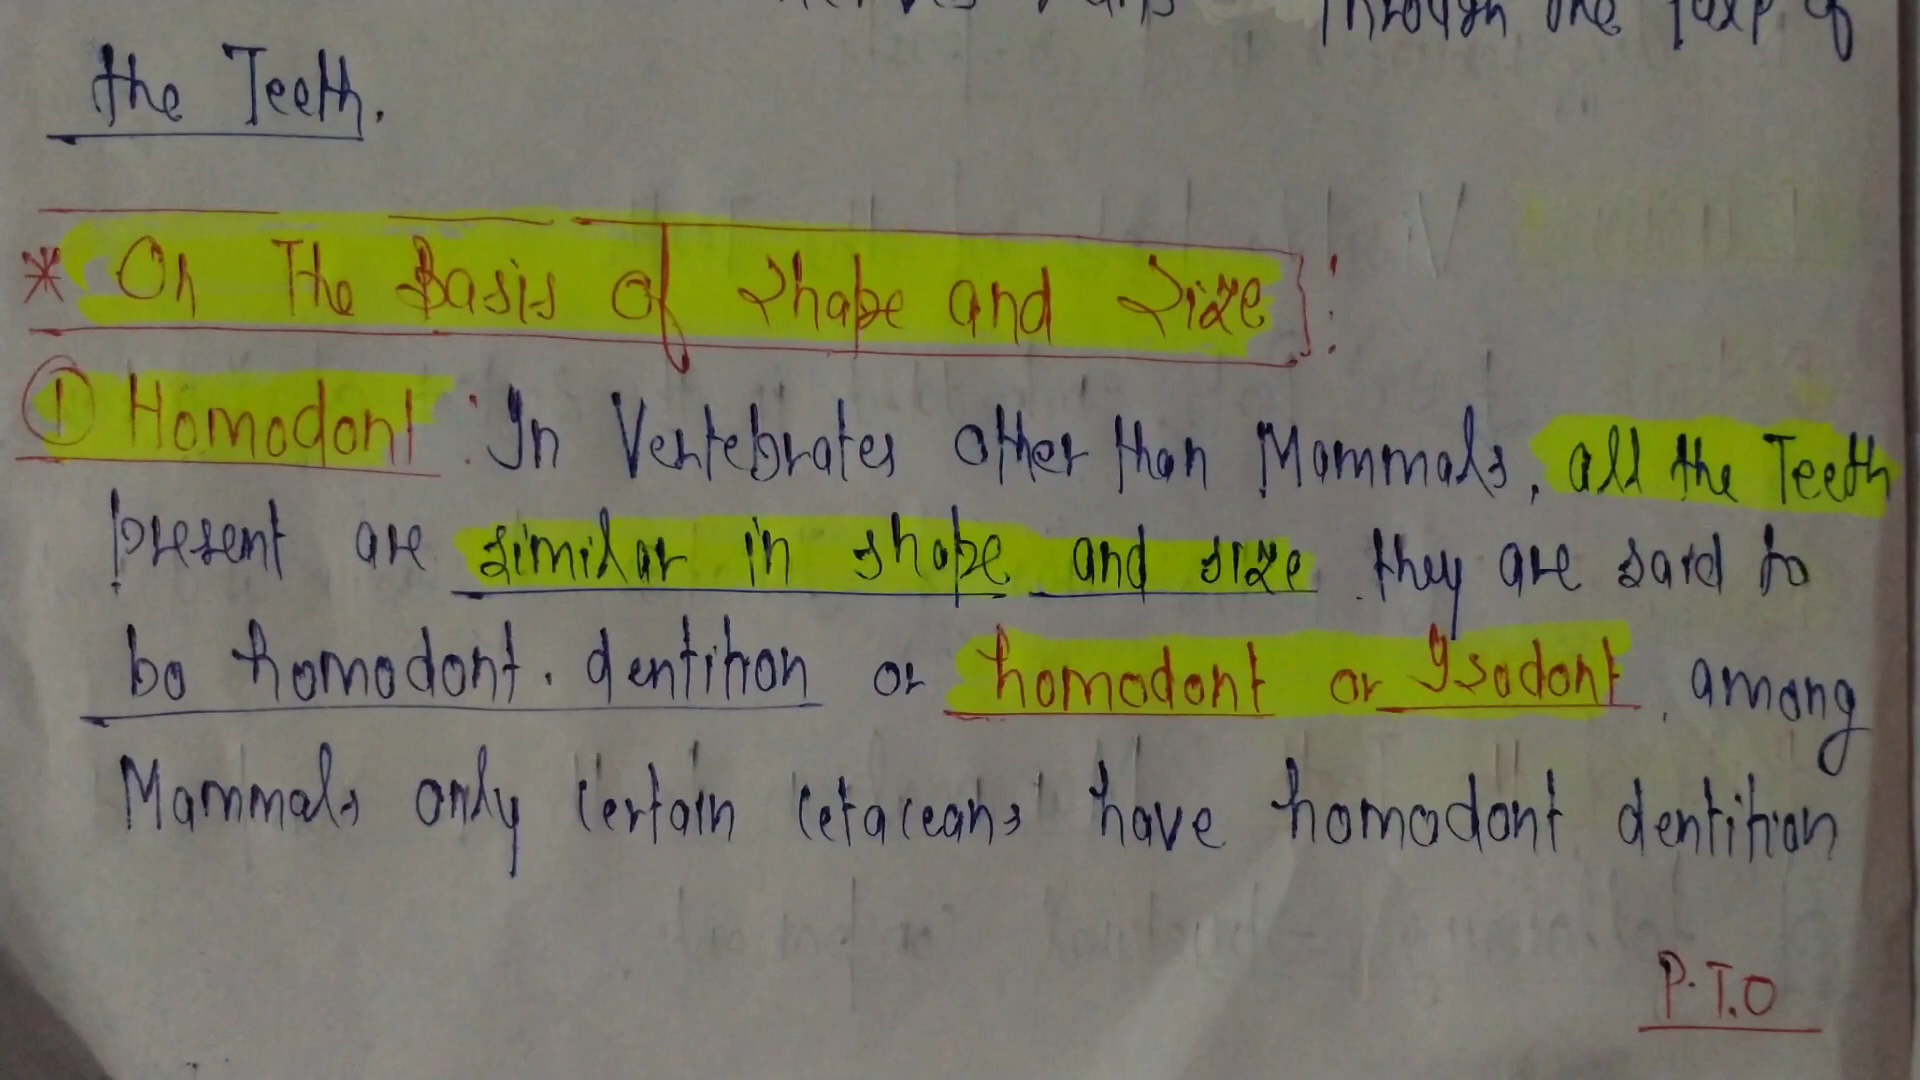 Through the
the Teeth.
* On The Basis of Shape and Size :
① Homodont : In Vertebrates other than Mammals, all the Teeth
present are similar in shape and size. they are said to
be homodont. dentition or homodont or Isodont, among
Mammals only certain cetaceans have homodont dentition
P.T.O